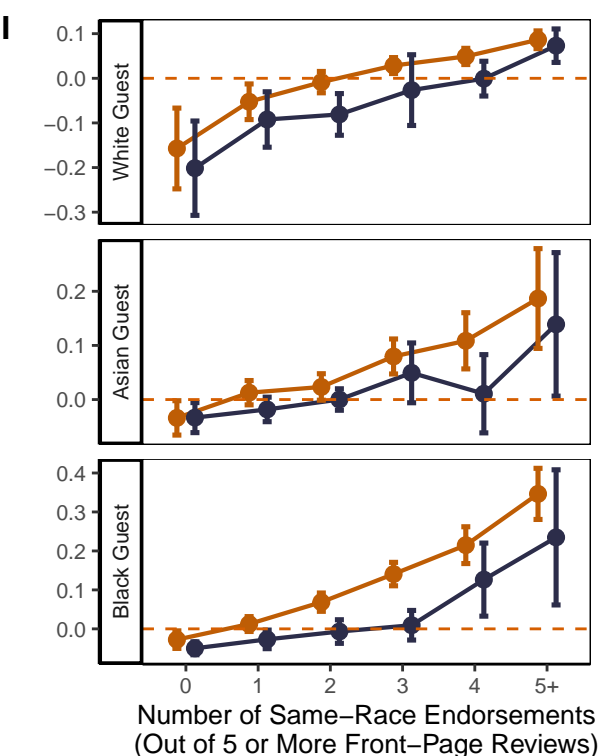 I
White Guest
0.1
0.0
−0.1
−0.2
−0.3
Asian Guest
0.2
0.1
0.0
Black Guest
0.4
0.3
0.2
0.1
0.0
0 1 2 3 4 5+
Number of Same−Race Endorsements
(Out of 5 or More Front−Page Reviews)